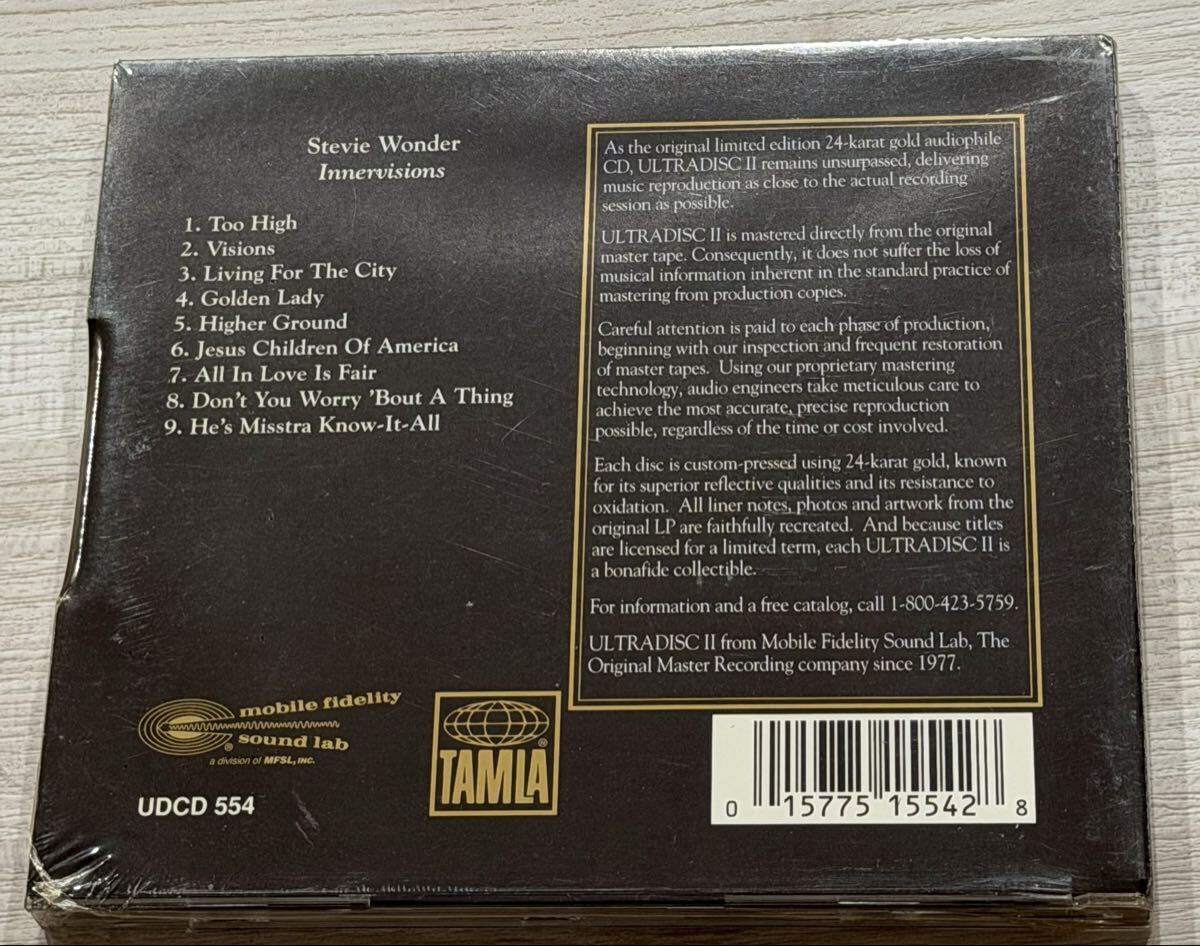 Stevie Wonder
Innervisions
1. Too High
2. Visions
3. Living For The City
4. Golden Lady
5. Higher Ground
6. Jesus Children Of America
7. All In Love Is Fair
8. Don't You Worry 'Bout A Thing
9. He's Misstra Know-It-All
As the original limited edition 24-karat gold audiophile
CD, ULTRADISC II remains unsurpassed, delivering
music reproduction as close to the actual recording
session as possible.
ULTRADISC II is mastered directly from the original
master tape. Consequently, it does not suffer the loss of
musical information inherent in the standard practice of
mastering from production copies.
Careful attention is paid to each phase of production,
beginning with our inspection and frequent restoration
of master tapes. Using our proprietary mastering
technology, audio engineers take meticulous care to
achieve the most accurate, precise reproduction
possible, regardless of the time or cost involved.
Each disc is custom-pressed using 24-karat gold, known
for its superior reflective qualities and its resistance to
oxidation. All liner notes, photos and artwork from the
original LP are faithfully recreated. And because titles
are licensed for a limited term, each ULTRADISC II is
a bonafide collectible.
For information and a free catalog, call 1-800-423-5759.
ULTRADISC II from Mobile Fidelity Sound Lab, The
Original Master Recording company since 1977.
mobile fidelity
® sound lab
a division of MFSL, INC.
UDCD 554
®
TAMLA
0 15775 15542 8